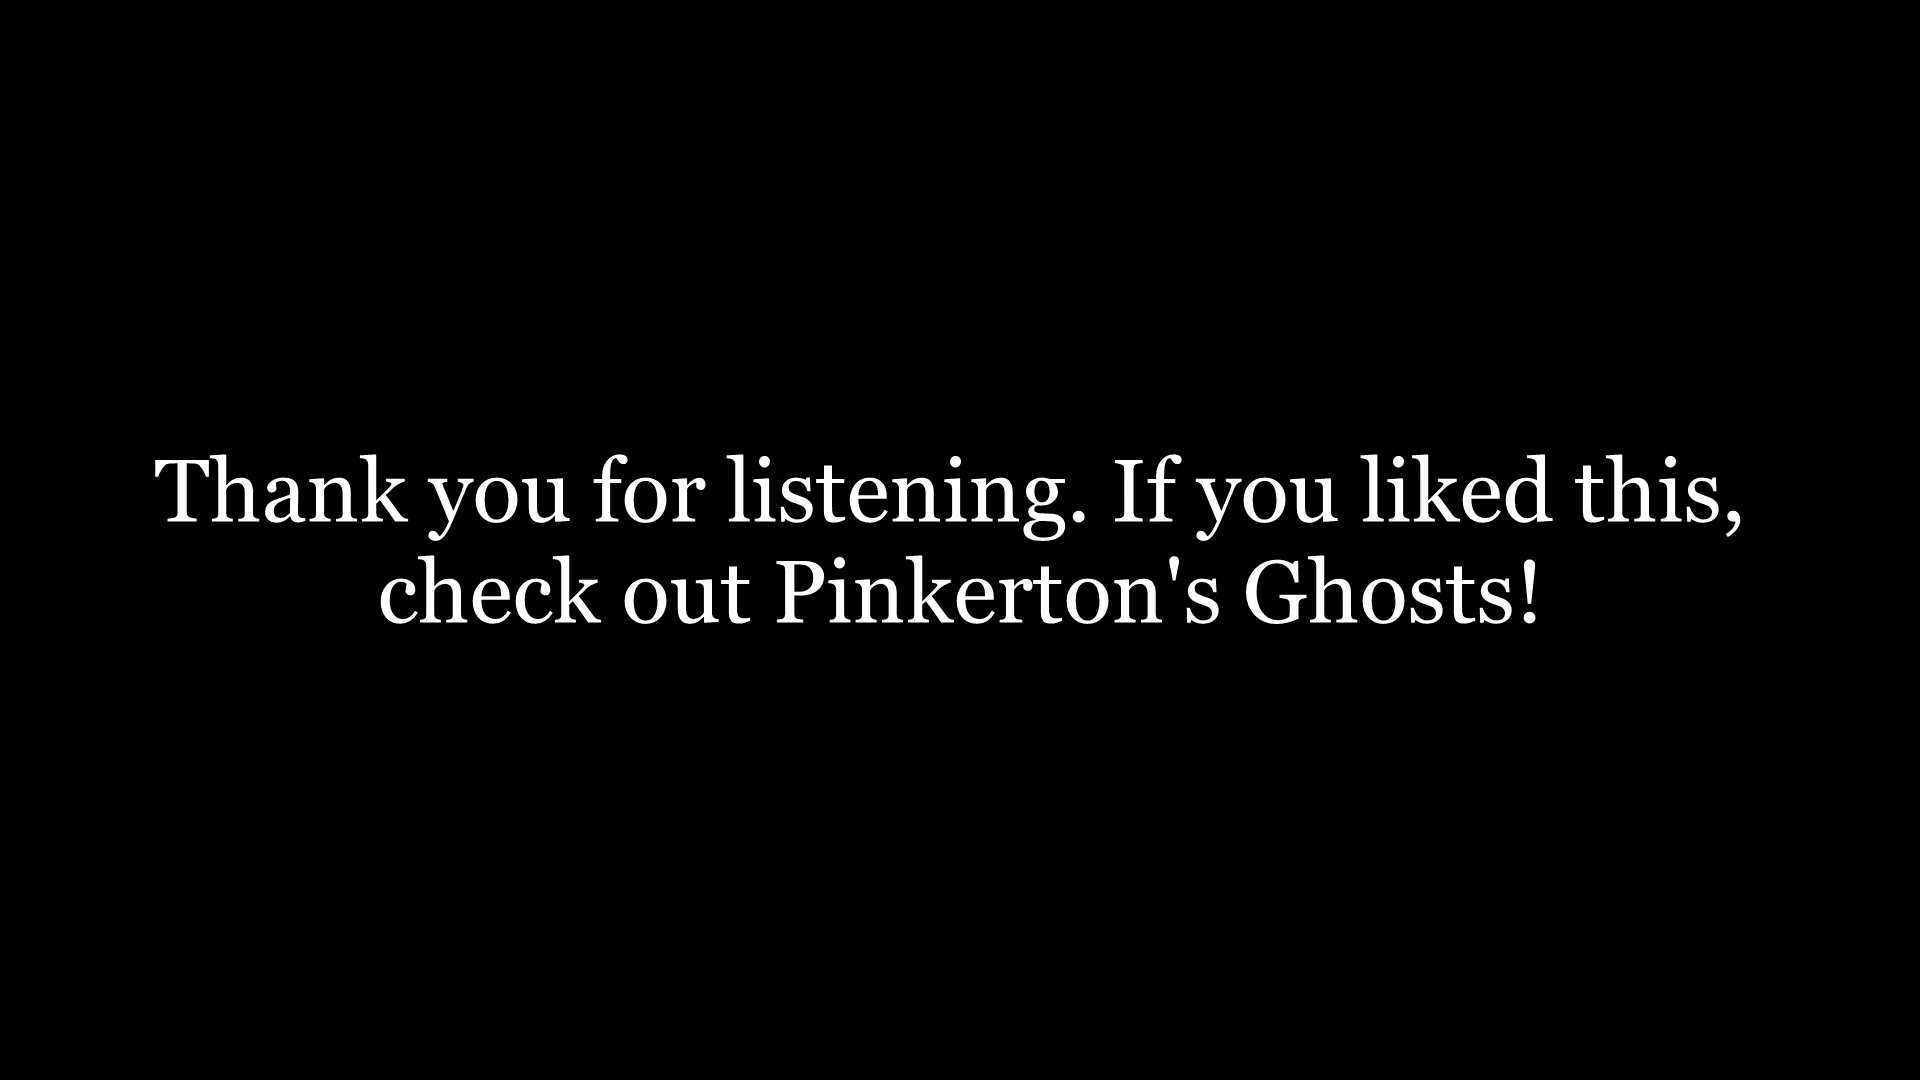 Thank you for listening. If you liked this,
check out Pinkerton's Ghosts!